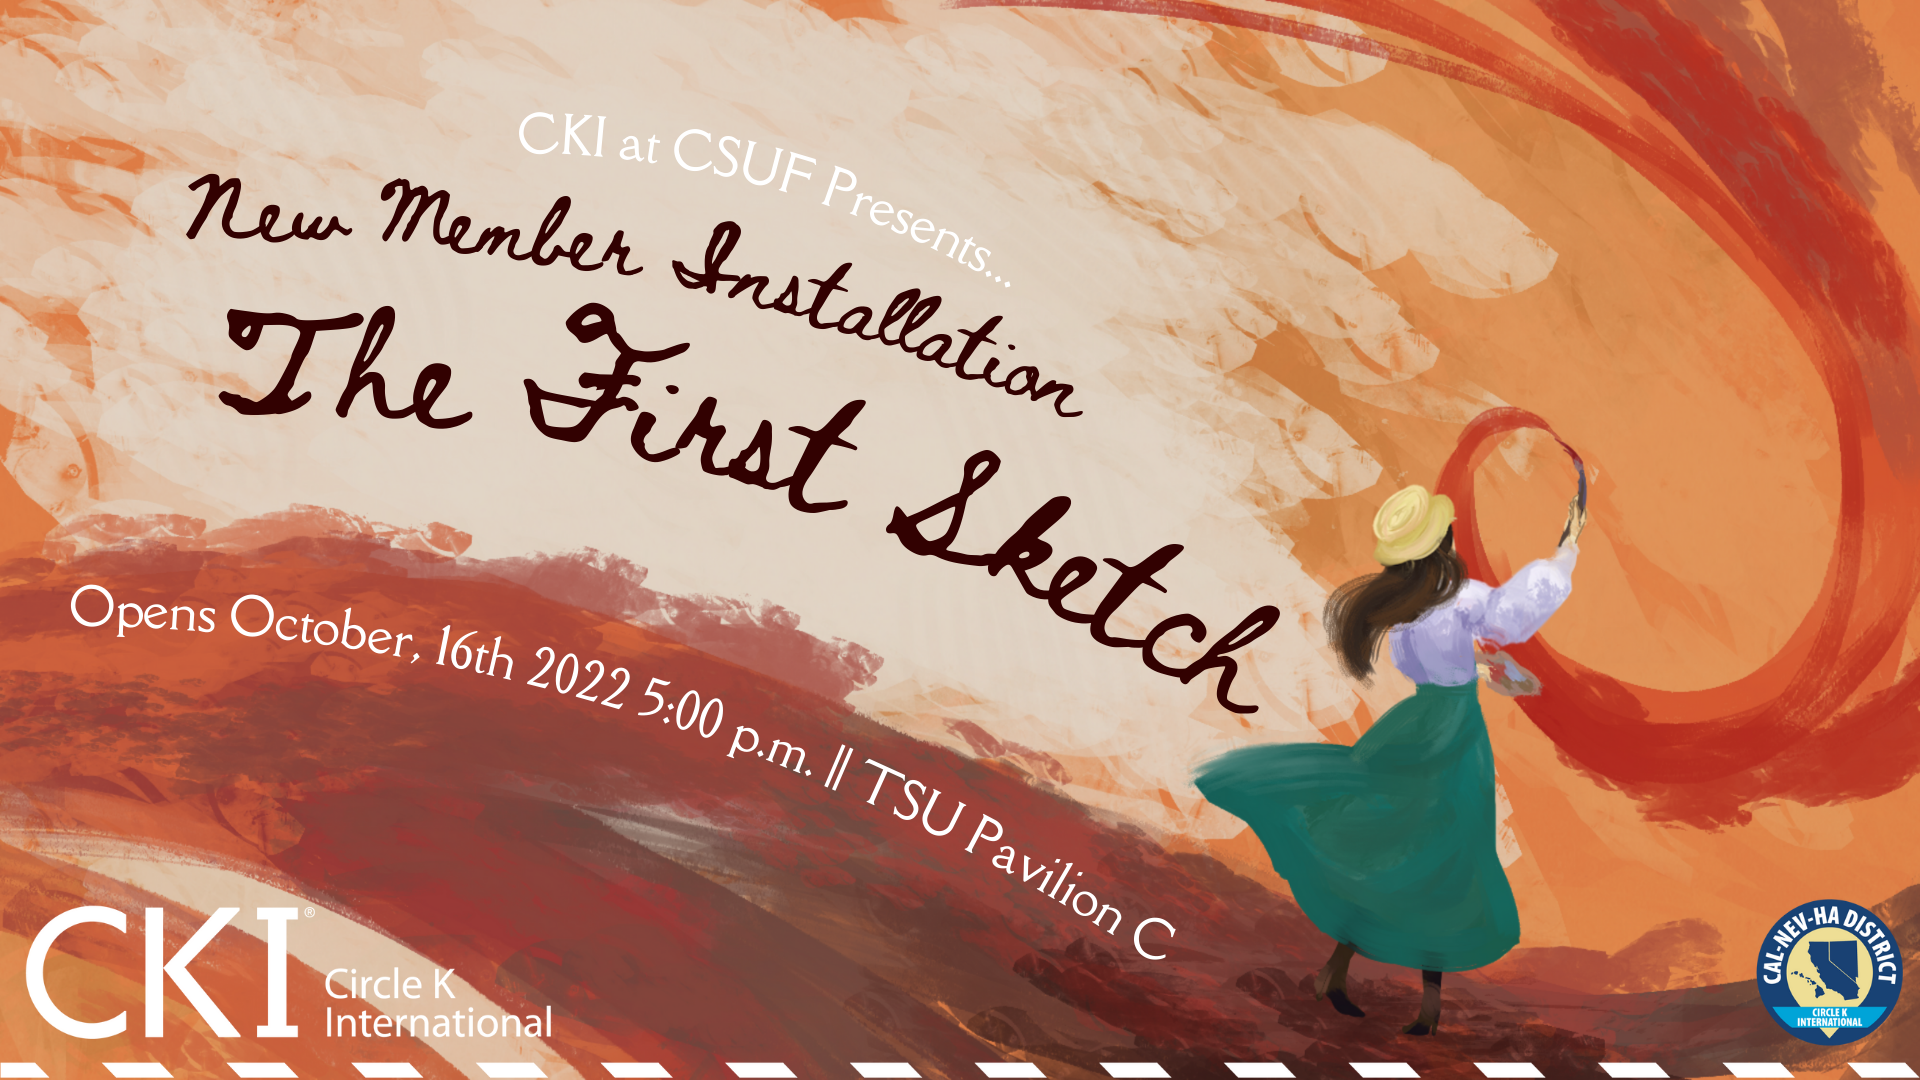 CKI at CSUF Presents...
New Member Installation
The First Sketch
Opens October, 16th 2022 5:00 p.m. || TSU Pavilion C
CKI®
Circle K
International
CAL-NEV-HA DISTRICT
CIRCLE K
INTERNATIONAL